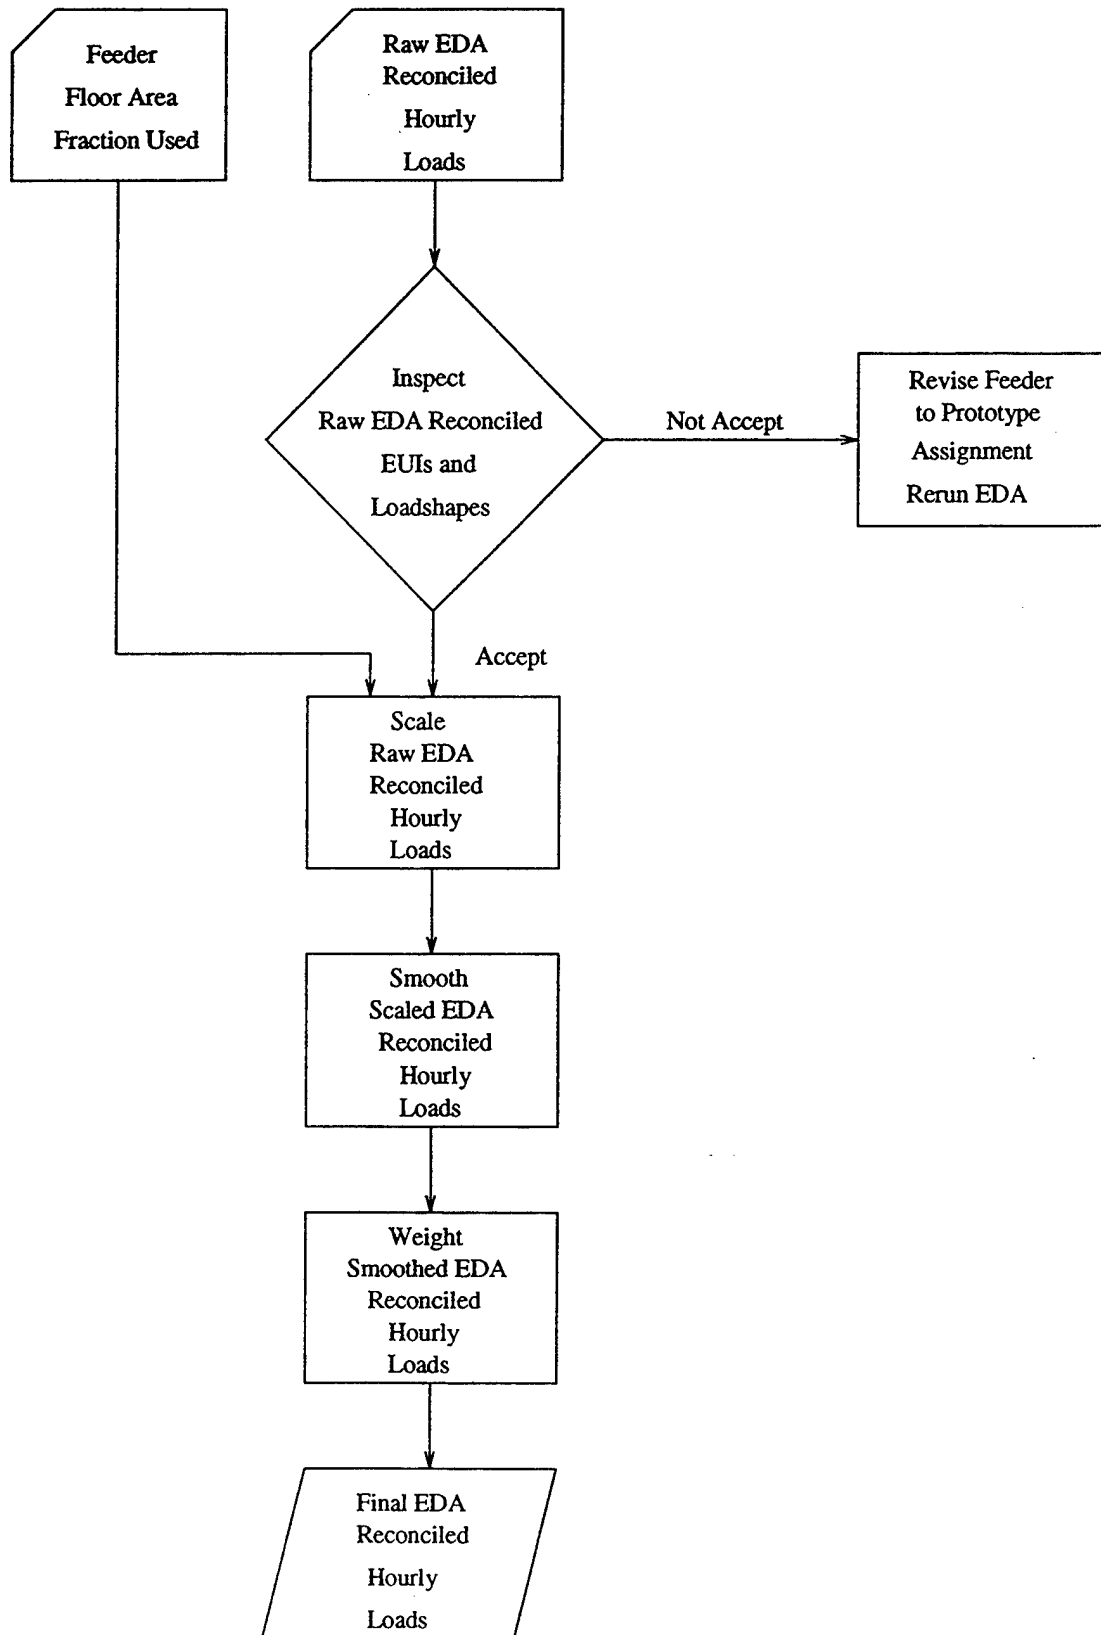 Feeder
Floor Area
Fraction Used
Raw EDA
Reconciled
Hourly
Loads
Inspect
Raw EDA Reconciled
EUIs and
Loadshapes
Not Accept
Revise Feeder
to Prototype
Assignment
Rerun EDA
Accept
Scale
Raw EDA
Reconciled
Hourly
Loads
Smooth
Scaled EDA
Reconciled
Hourly
Loads
Weight
Smoothed EDA
Reconciled
Hourly
Loads
Final EDA
Reconciled
Hourly
Loads